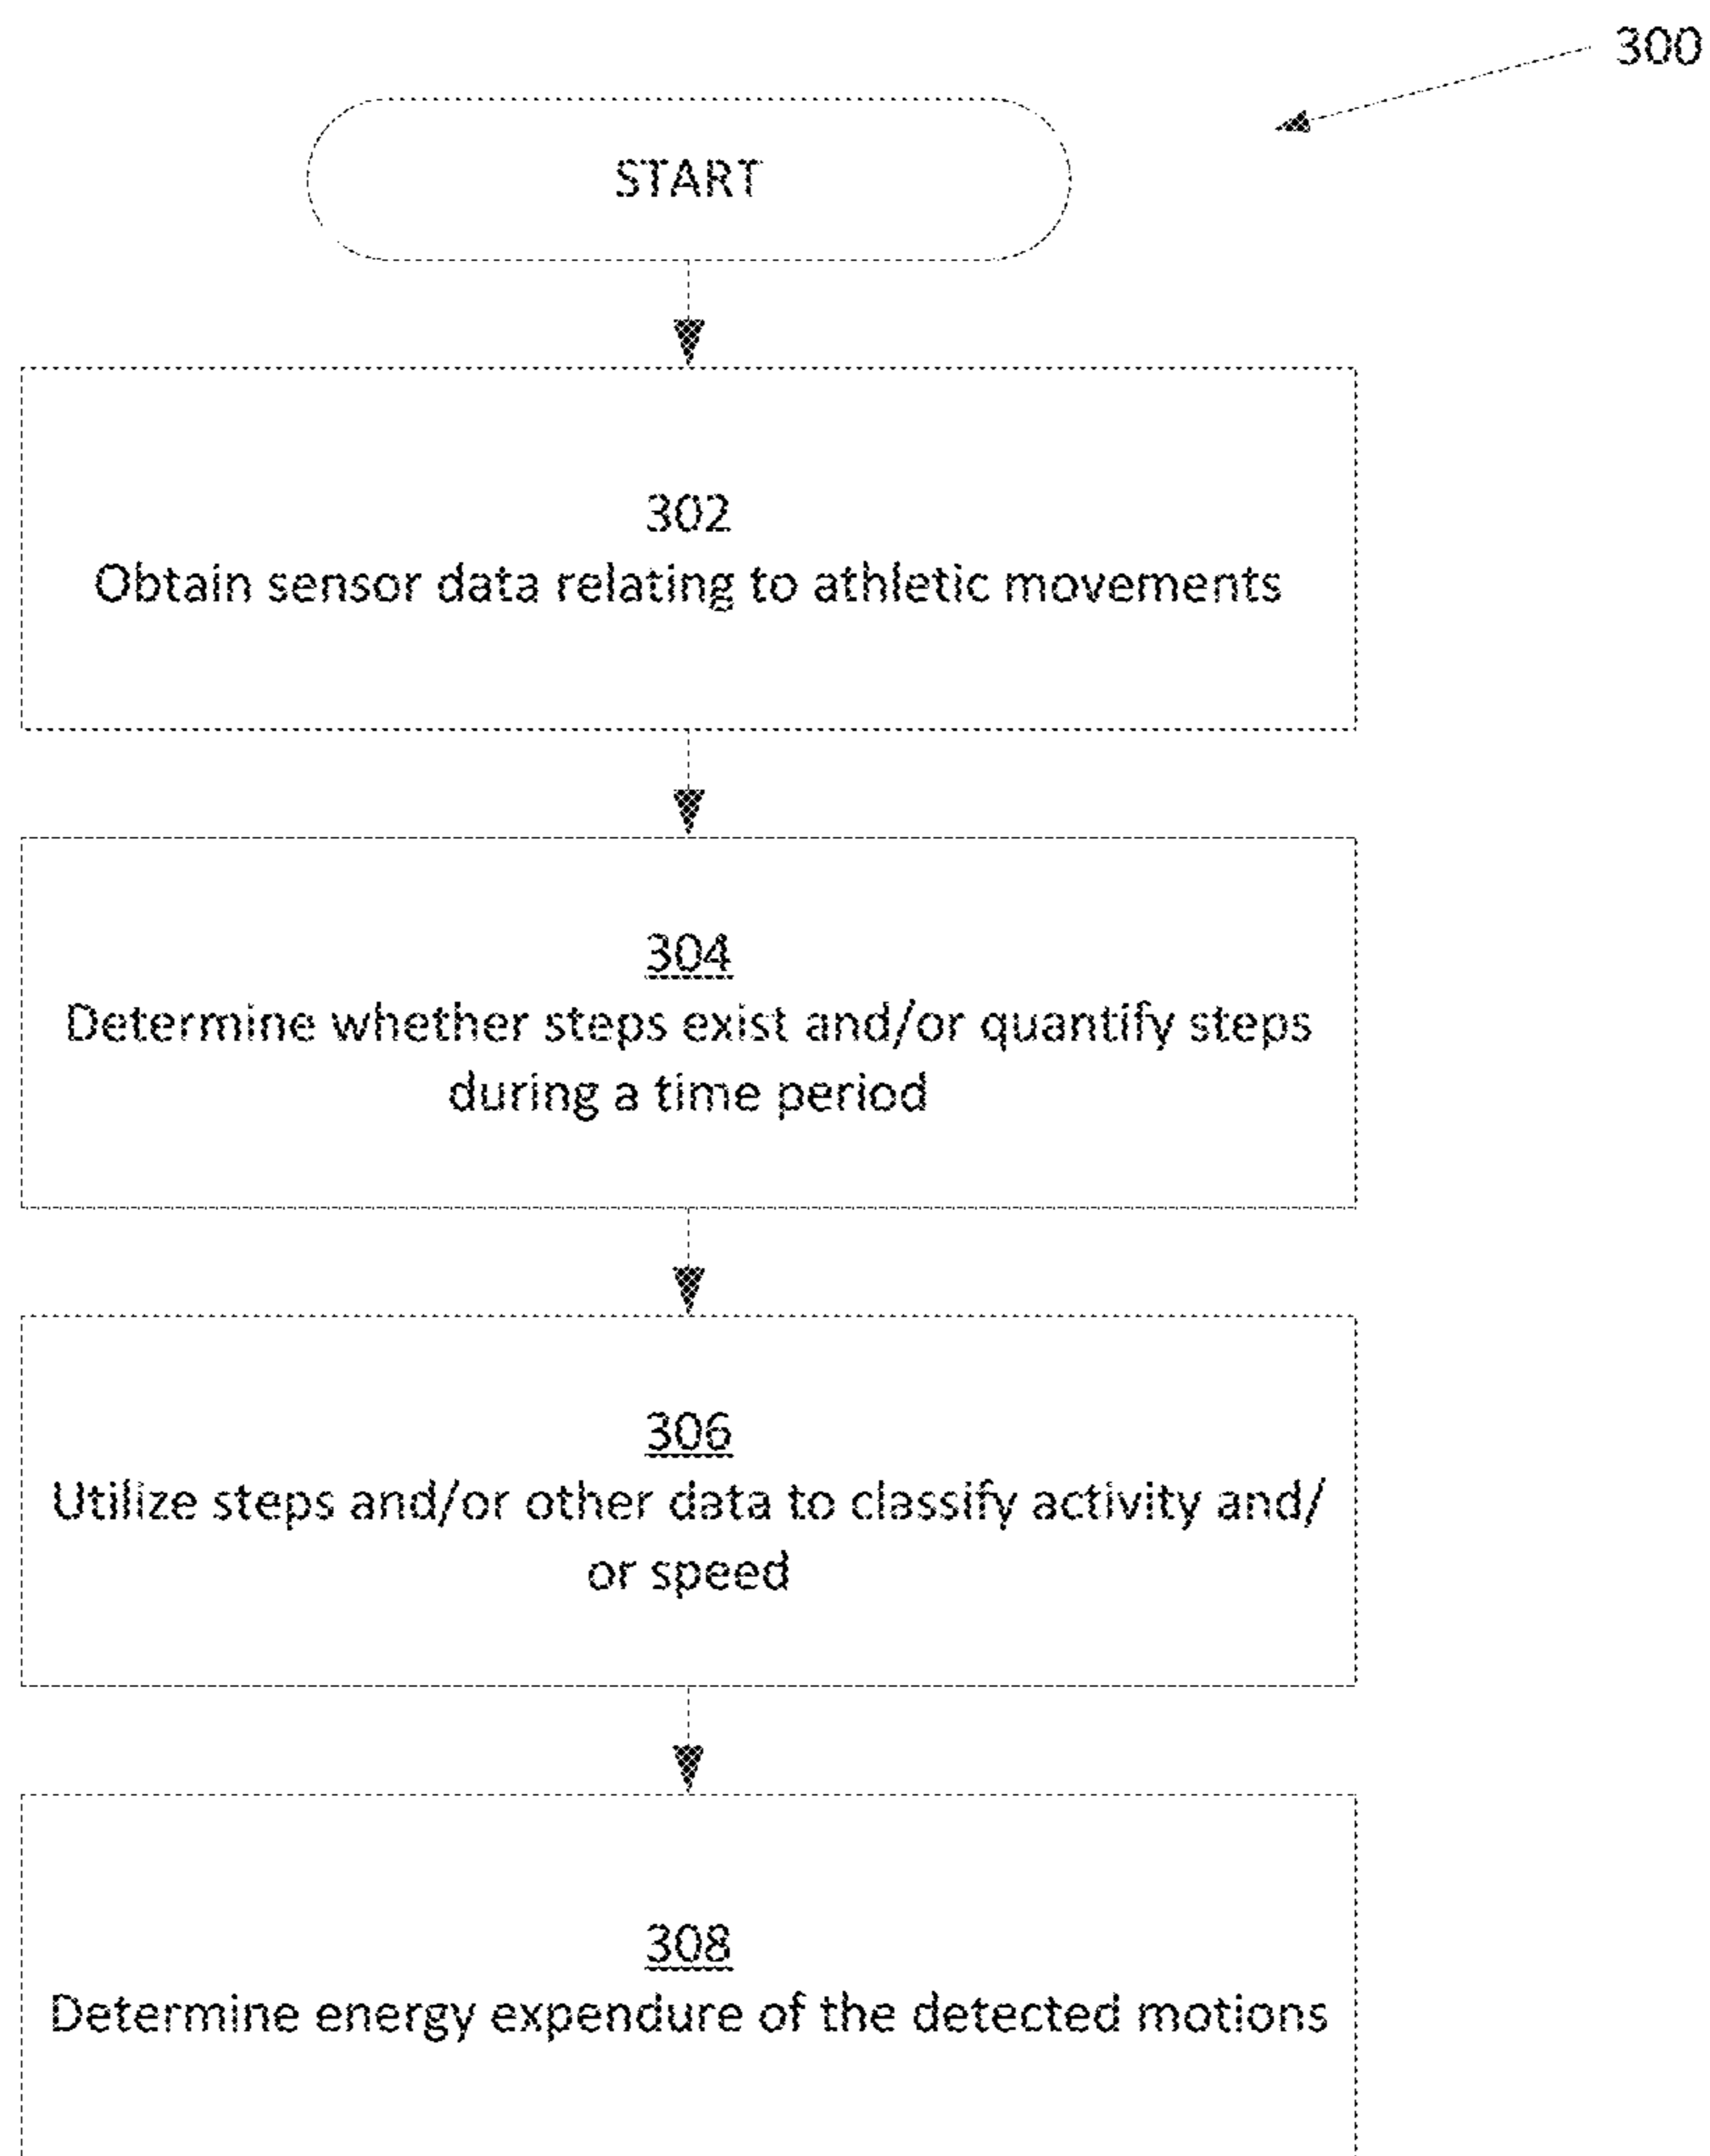 300
START
302
Obtain sensor data relating to athletic movements
304
Determine whether steps exist and/or quantify steps
during a time period
306
Utilize steps and/or other data to classify activity and/
or speed
308
Determine energy expendure of the detected motions